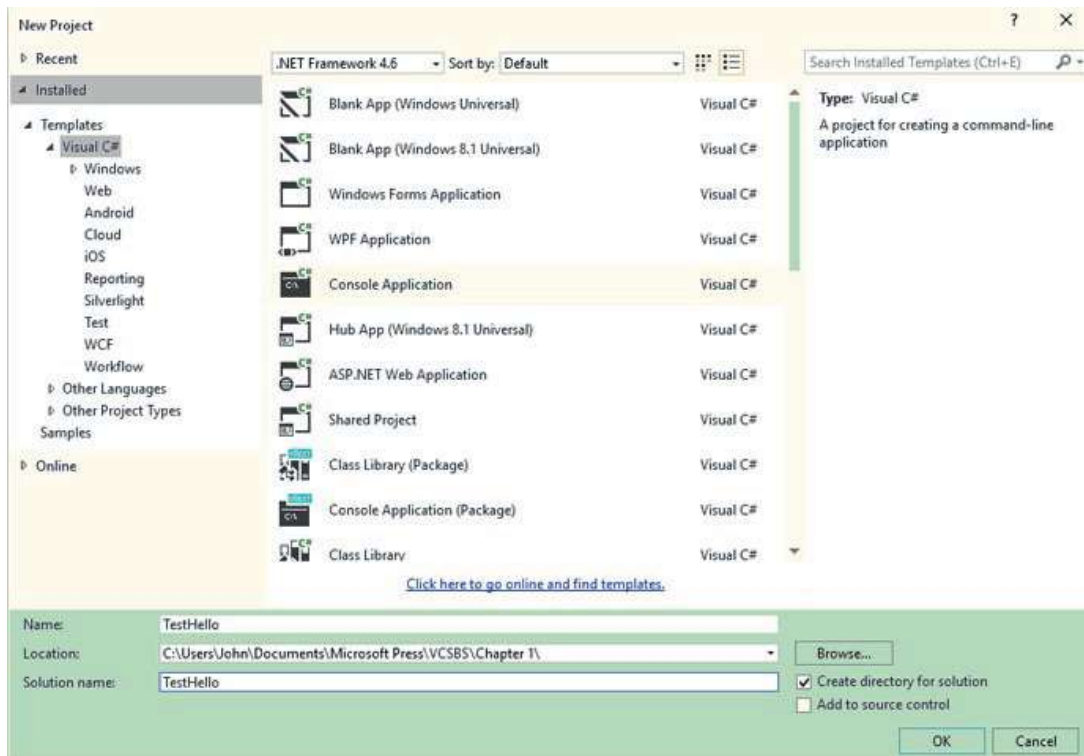 New Project
? ×
Recent
.NET Framework 4.6 Sort by: Default
Search Installed Templates (Ctrl+E)
Installed
Templates
Visual C#
Windows
Web
Android
Cloud
iOS
Reporting
Silverlight
Test
WCF
Workflow
Other Languages
Other Project Types
Samples
Online
Blank App (Windows Universal) Visual C#
Blank App (Windows 8.1 Universal) Visual C#
Windows Forms Application Visual C#
WPF Application Visual C#
Console Application Visual C#
Hub App (Windows 8.1 Universal) Visual C#
ASP.NET Web Application Visual C#
Shared Project Visual C#
Class Library (Package) Visual C#
Console Application (Package) Visual C#
Class Library Visual C#
Click here to go online and find templates.
Type: Visual C#
A project for creating a command-line
application
Name: TestHello
Location: C:\Users\John\Documents\Microsoft Press\VCSBS\Chapter 1\
Browse...
Solution name: TestHello
Create directory for solution
Add to source control
OK Cancel